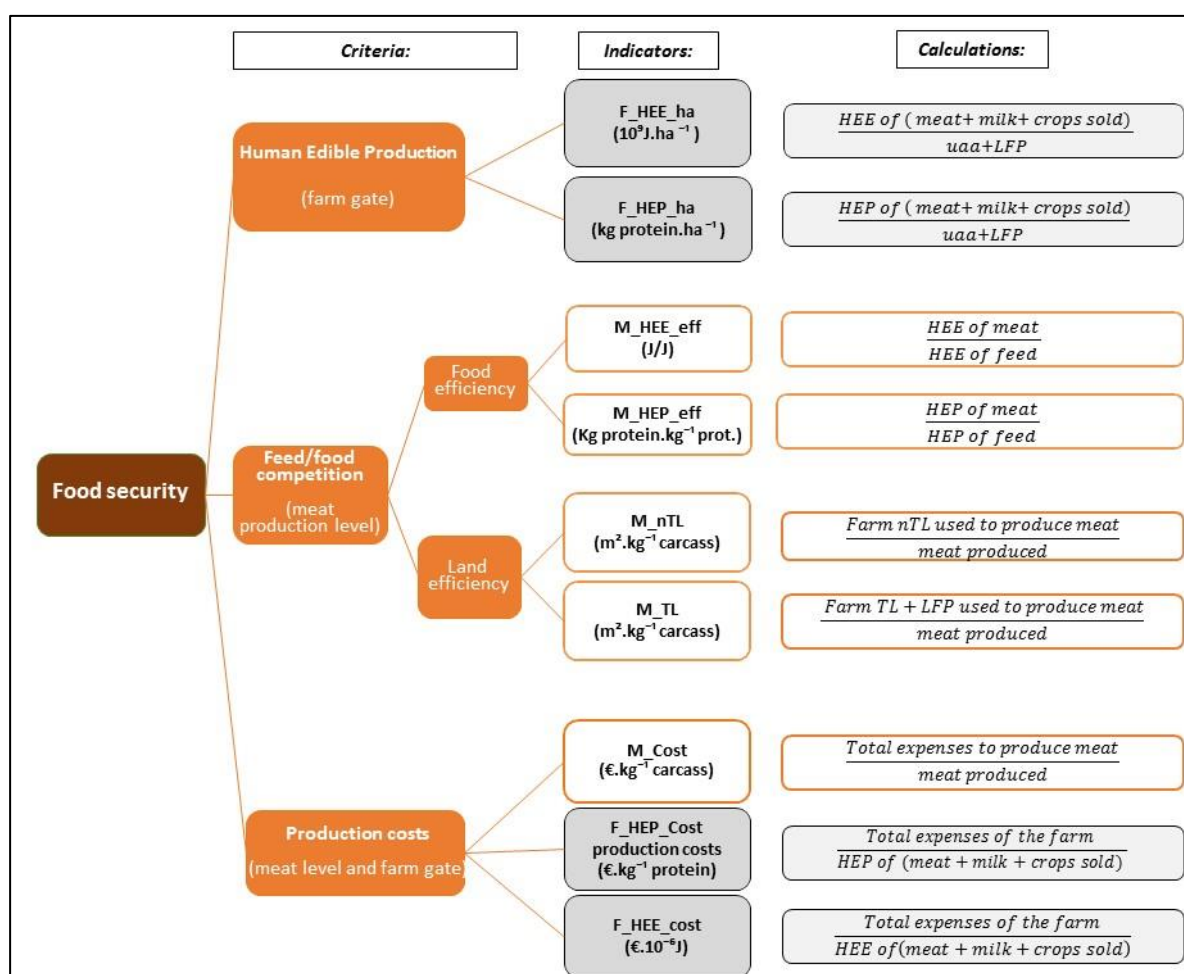 Criteria:
Indicators:
Calculations:
Food security
Human Edible Production
(farm gate)
F_HEE_ha
(10⁹J.ha⁻¹)
HEE of ( meat+ milk+ crops sold)
uaa+LFP
F_HEP_ha
(kg protein.ha⁻¹)
HEP of ( meat+ milk+ crops sold)
uaa+LFP
Feed/food
competition
(meat
production level)
Food
efficiency
M_HEE_eff
(J/J)
HEE of meat
HEE of feed
M_HEP_eff
(Kg protein.kg⁻¹ prot.)
HEP of meat
HEP of feed
Land
efficiency
M_nTL
(m².kg⁻¹ carcass)
Farm nTL used to produce meat
meat produced
M_TL
(m².kg⁻¹ carcass)
Farm TL + LFP used to produce meat
meat produced
Production costs
(meat level and farm gate)
M_Cost
(€.kg⁻¹ carcass)
Total expenses to produce meat
meat produced
F_HEP_Cost
production costs
(€.kg⁻¹ protein)
Total expenses of the farm
HEP of (meat + milk + crops sold)
F_HEE_cost
(€.10⁻⁶J)
Total expenses of the farm
HEE of(meat + milk + crops sold)